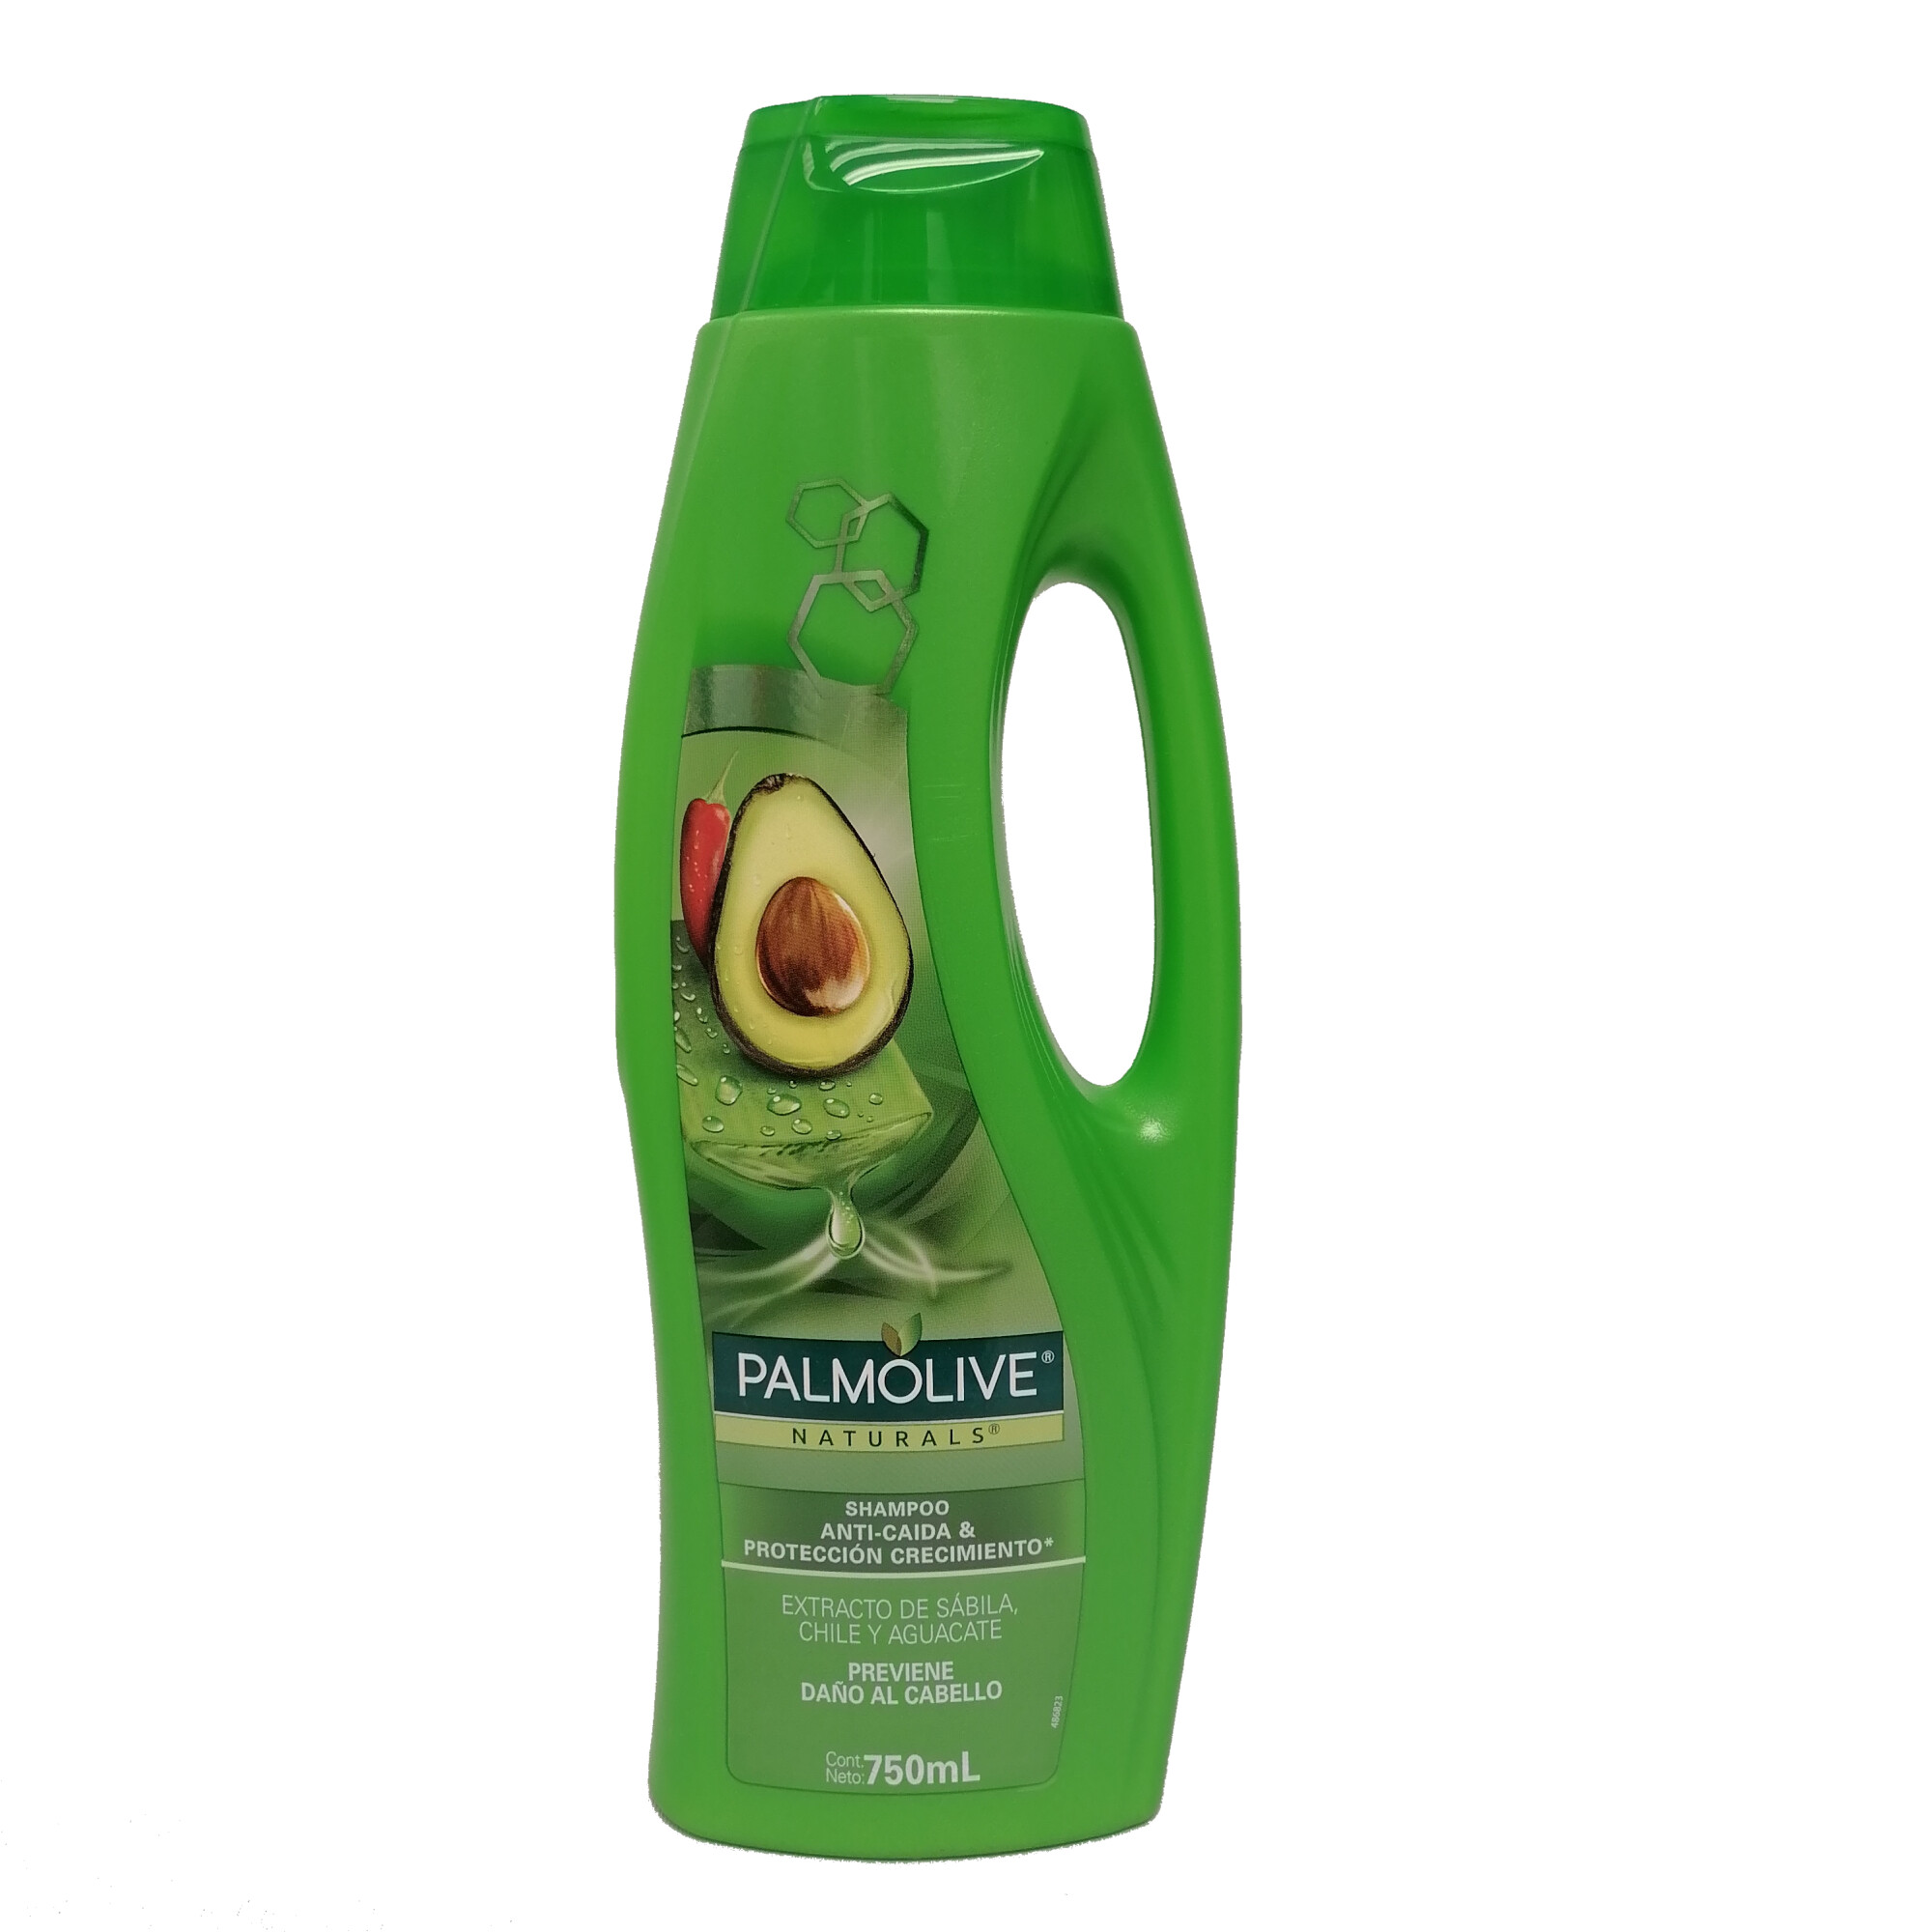 PALMOLIVE®
NATURALS®
SHAMPOO
ANTI-CAIDA &
PROTECCIÓN CRECIMIENTO*
EXTRACTO DE SÁBILA,
CHILE Y AGUACATE
PREVIENE
DAÑO AL CABELLO
486823
Cont.
Neto: 750mL